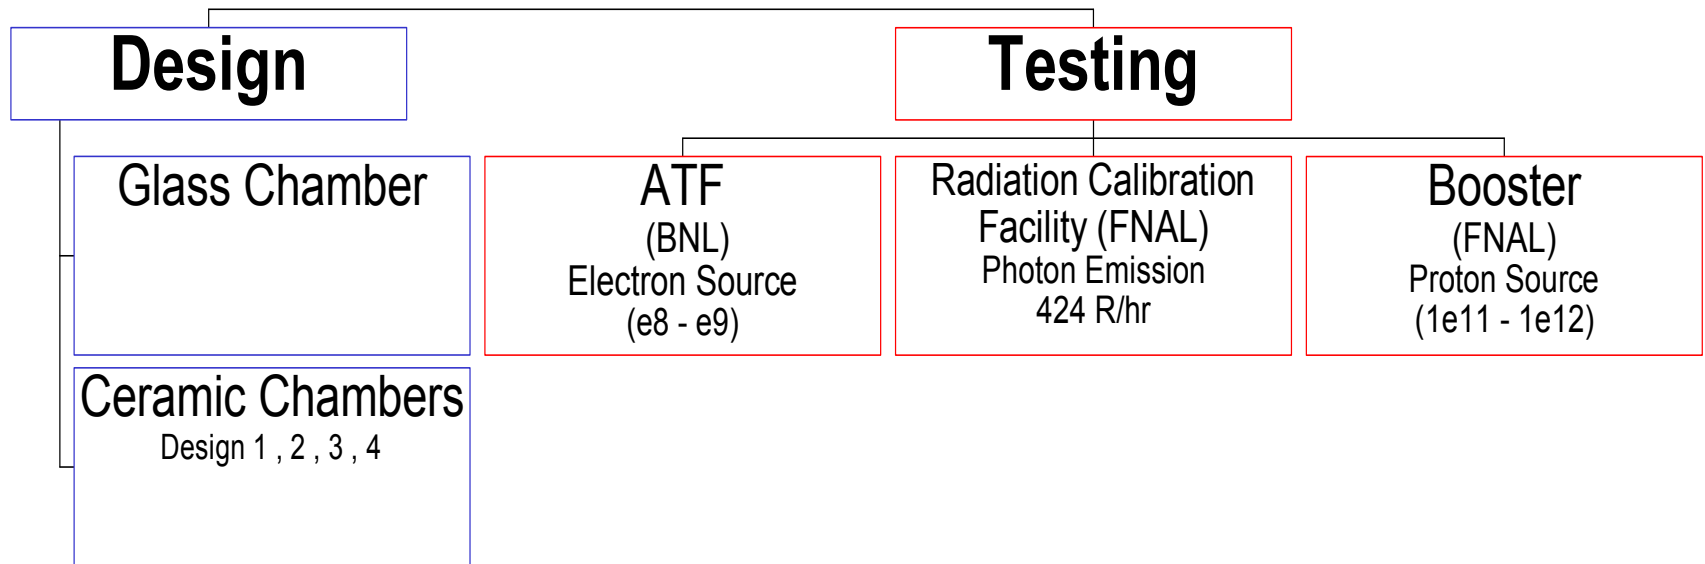 Design
Testing
Glass Chamber
ATF
(BNL)
Electron Source
(e8 - e9)
Radiation Calibration
Facility (FNAL)
Photon Emission
424 R/hr
Booster
(FNAL)
Proton Source
(1e11 - 1e12)
Ceramic Chambers
Design 1 , 2 , 3 , 4